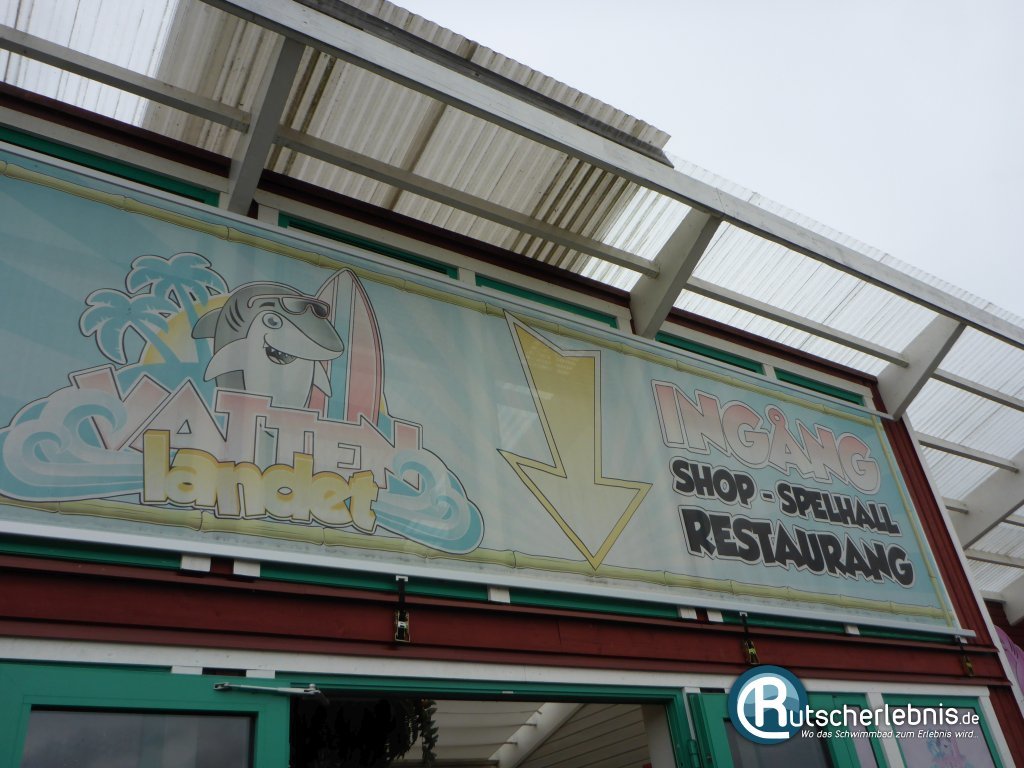 VATTEN
landet
INGÅNG
SHOP - SPELHALL
RESTAURANG
Rutscherlebnis.de
Wo das Schwimmbad zum Erlebnis wird..